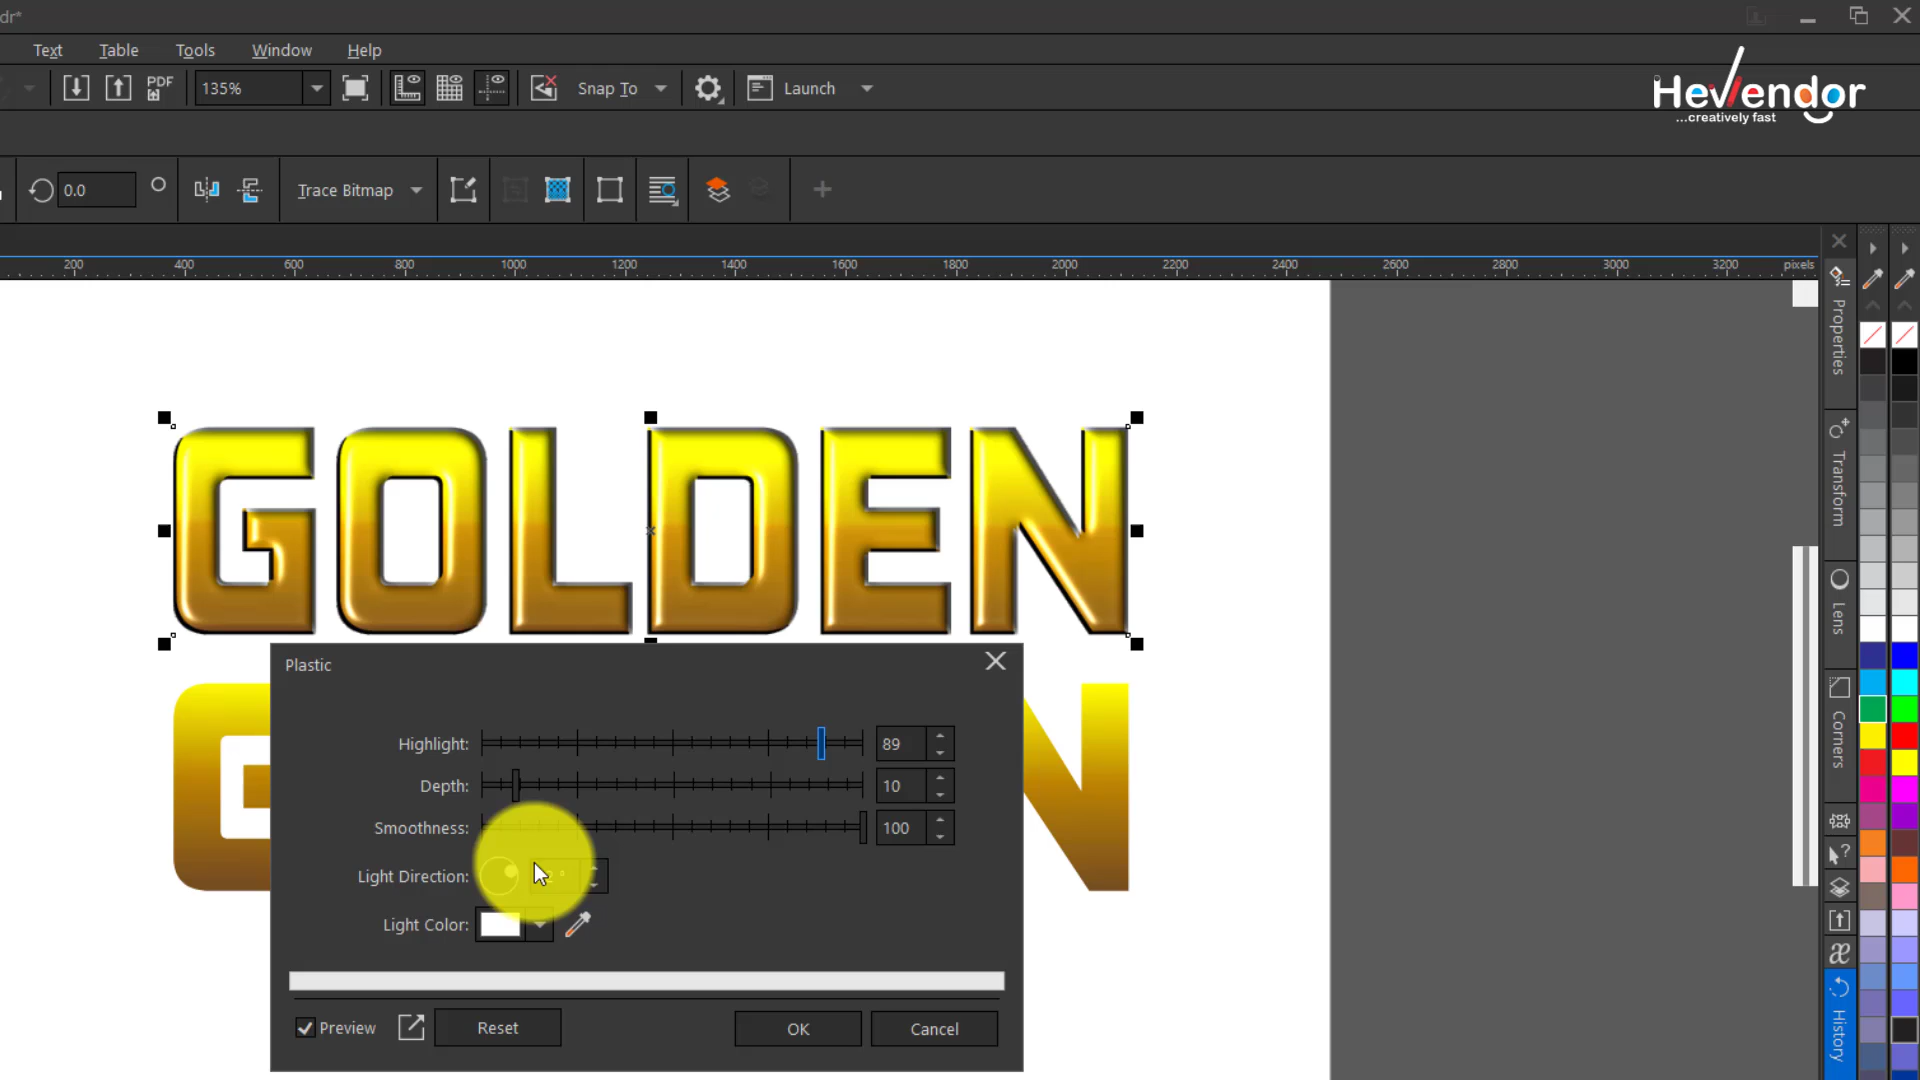 dr*
Text Table Tools Window Help
Hevendor
...creatively fast
PDF 135% Snap To Launch
0.0 Trace Bitmap
200 400 600 800 1000 1200 1400 1600 1800 2000 2200 2400 2600 2800 3000 3200 pixels
Properties
Transform
Lens
Corners
History
GOLDEN
Plastic
Highlight: 89
Depth: 10
Smoothness: 100
Light Direction:
Light Color:
Preview Reset OK Cancel